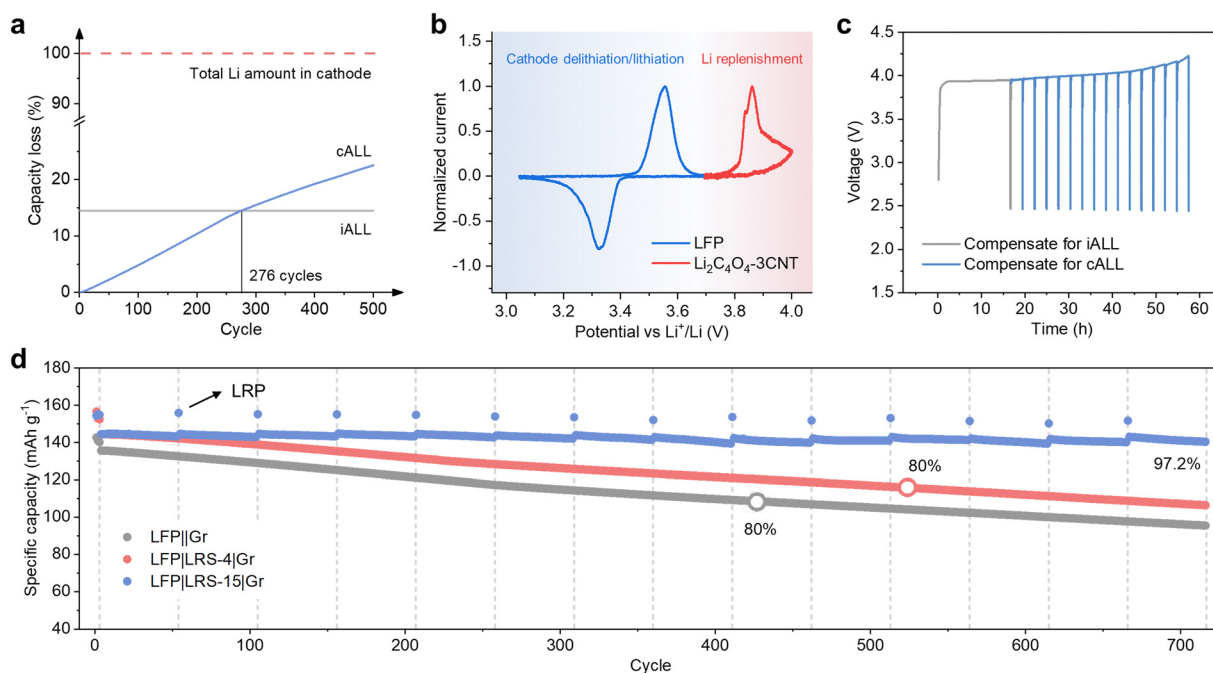 a
100
Total Li amount in cathode
100
90
20
10
0
Capacity loss (%)
cALL
iALL
276 cycles
0 100 200 300 400 500
Cycle
b
Cathode delithiation/lithiation
Li replenishment
1.0
0.5
0.0
-0.5
-1.0
Normalized current
LFP
Li₂C₄O₄-3CNT
3.0 3.2 3.4 3.6 3.8 4.0
Potential vs Li⁺/Li (V)
c
4.5
4.0
3.5
3.0
2.5
2.0
1.5
Voltage (V)
Compensate for iALL
Compensate for cALL
0 10 20 30 40 50 60
Time (h)
d
180
160
140
120
100
80
60
40
Specific capacity (mAh g⁻¹)
LRP
80%
80%
97.2%
LFP||Gr
LFP|LRS-4|Gr
LFP|LRS-15|Gr
0 100 200 300 400 500 600 700
Cycle